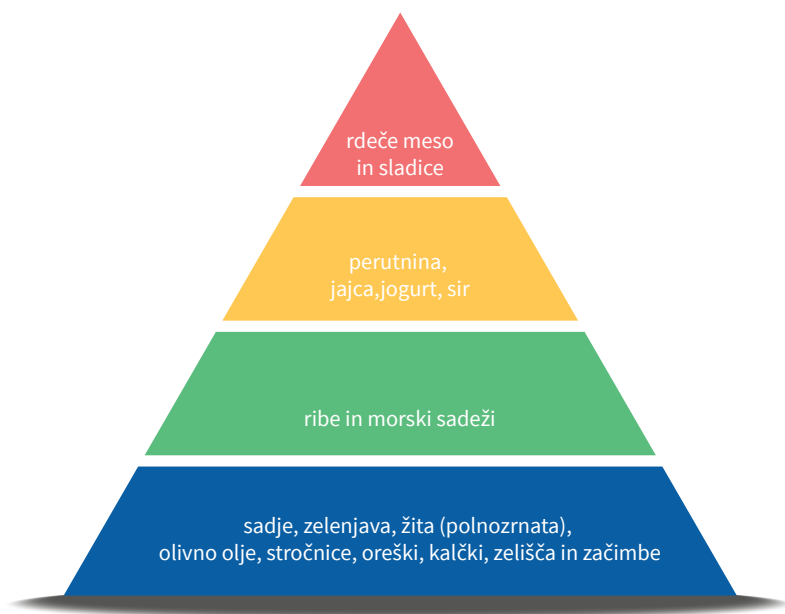 rdeče meso
in sladice
perutnina,
jajca,jogurt, sir
ribe in morski sadeži
sadje, zelenjava, žita (polnozrnata),
olivno olje, stročnice, oreški, kalčki, zelišča in začimbe